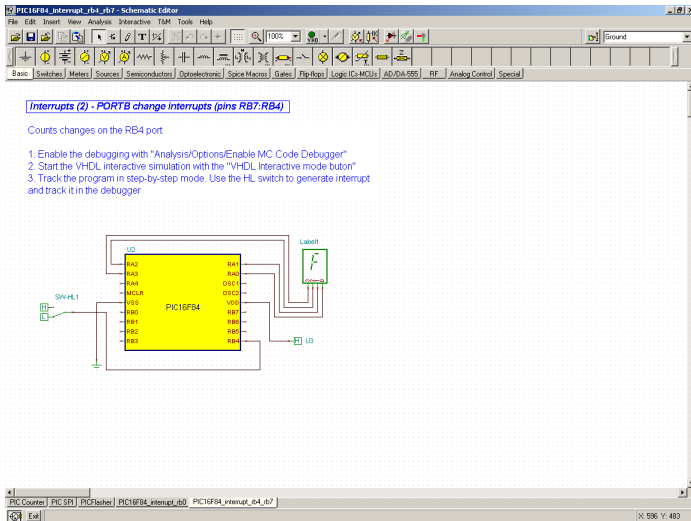 PIC16F84_interrupt_rb4_rb7 - Schematic Editor
File Edit Insert View Analysis Interactive T&M Tools Help
100%
Ground
Basic Switches Meters Sources Semiconductors Optoelectronic Spice Macros Gates Flip-flops Logic ICs-MCUs AD/DA-555 RF Analog Control Special
Interrupts (2) - PORTB change interrupts (pins RB7:RB4)
Counts changes on the RB4 port
1. Enable the debugging with "Analysis/Options/Enable MC Code Debugger"
2. Start the VHDL interactive simulation with the "VHDL Interactive mode buton"
3. Track the program in step-by-step mode. Use the HL switch to generate interrupt
and track it in the debugger
Label1
U2
RA2 RA1
RA3 RA0
RA4 OSC1
MCLR OSC2
VSS VDD
RB0 RB7
RB1 RB6
RB2 RB5
RB3 RB4
PIC16F84
SW-HL1
H
L
H U3
PIC Counter PIC SPI PICFlasher PIC16F84_interrupt_rb0 PIC16F84_interrupt_rb4_rb7
Exit X: 596 Y: 483